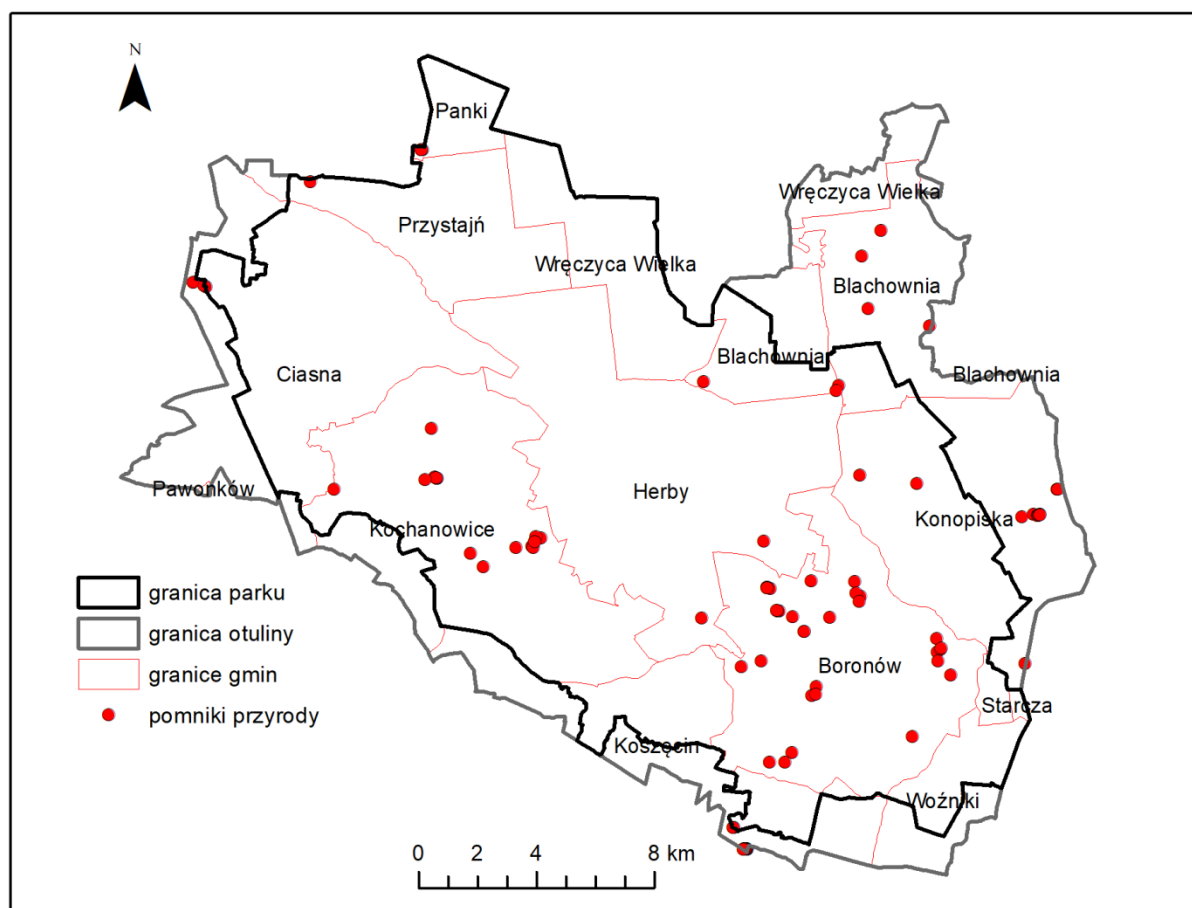 N
Panki
Wręczyca Wielka
Przystajń
Wręczyca Wielka
Blachownia
Blachownia
Blachownia
Ciasna
Pawonków
Herby
Konopiska
Kochanowice
granica parku
granica otuliny
granice gmin
pomniki przyrody
Boronów
Starcza
Koszęcin
Woźniki
0 2 4 8 km